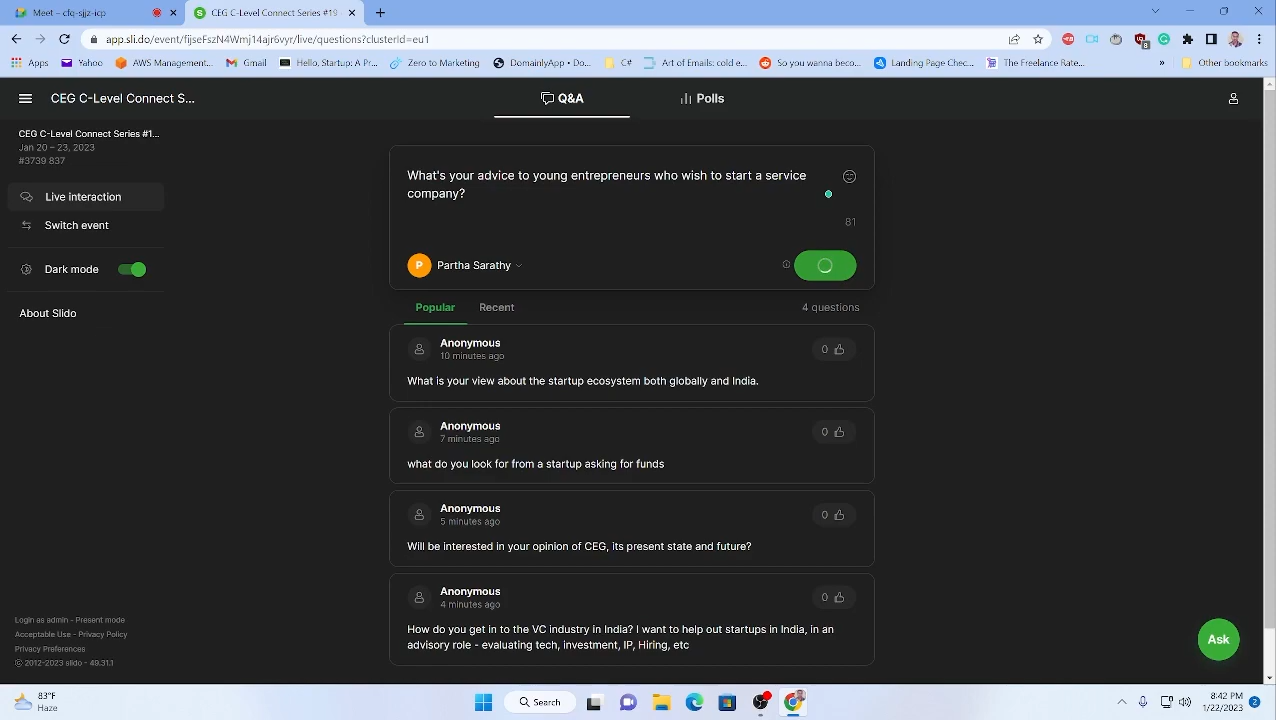 Meet – cfq-sjjz-icp
CEG C-Level Connect Series #19
app.sli.do/event/fijseFszN4Wmj14ajr6vyr/live/questions?clusterId=eu1
Apps
Yahoo
AWS Management...
Gmail
Hello, Startup: A Pr...
Zero to Marketing
DomainlyApp • Do...
C#
Art of Emails: cold e...
So you wanna beco...
Landing Page Chec...
The Freelance Rate...
Other bookmarks
CEG C-Level Connect S...
Q&A
Polls
CEG C-Level Connect Series #1...
Jan 20 – 23, 2023
#3739 837
Live interaction
Switch event
Dark mode
About Slido
What's your advice to young entrepreneurs who wish to start a service
company?
81
P
Partha Sarathy
Popular
Recent
4 questions
Anonymous
0
10 minutes ago
What is your view about the startup ecosystem both globally and India.
Anonymous
0
7 minutes ago
what do you look for from a startup asking for funds
Anonymous
0
5 minutes ago
Will be interested in your opinion of CEG, its present state and future?
Anonymous
0
4 minutes ago
How do you get in to the VC industry in India? I want to help out startups in India, in an
advisory role - evaluating tech, investment, IP, Hiring, etc
Login as admin - Present mode
Acceptable Use - Privacy Policy
Privacy Preferences
© 2012-2023 slido - 49.31.1
Ask
83°F
Haze
Search
8:42 PM
1/22/2023
2